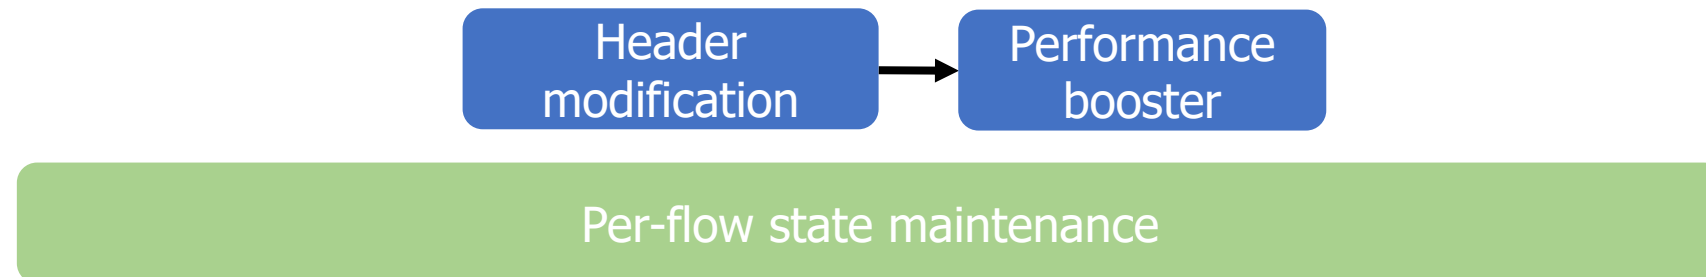 Header
modification
Performance
booster
Per-flow state maintenance